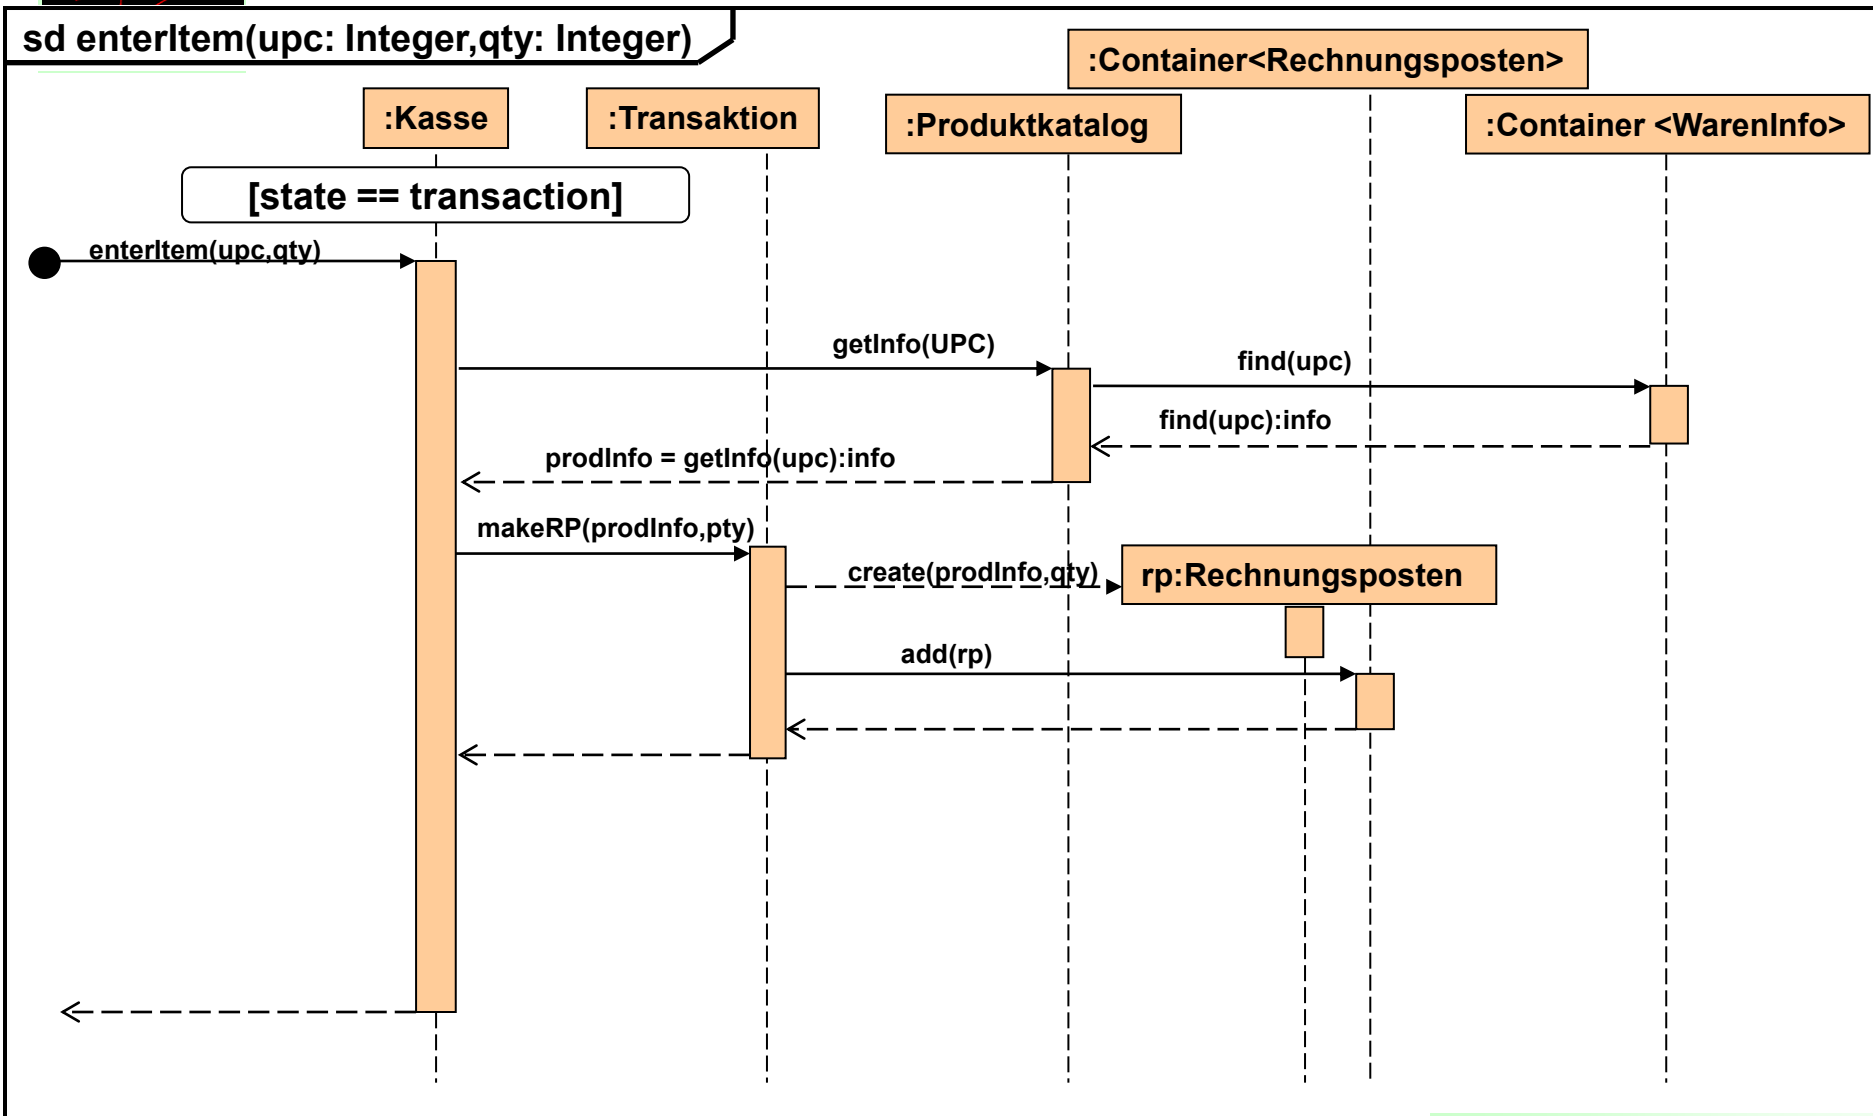 sd enterItem(upc: Integer,qty: Integer)
:Container<Rechnungsposten>
:Kasse
:Transaktion
:Produktkatalog
:Container <WarenInfo>
[state == transaction]
enterItem(upc,qty)
getInfo(UPC)
find(upc)
find(upc):info
prodInfo = getInfo(upc):info
makeRP(prodInfo,pty)
create(prodInfo,qty)
rp:Rechnungsposten
add(rp)